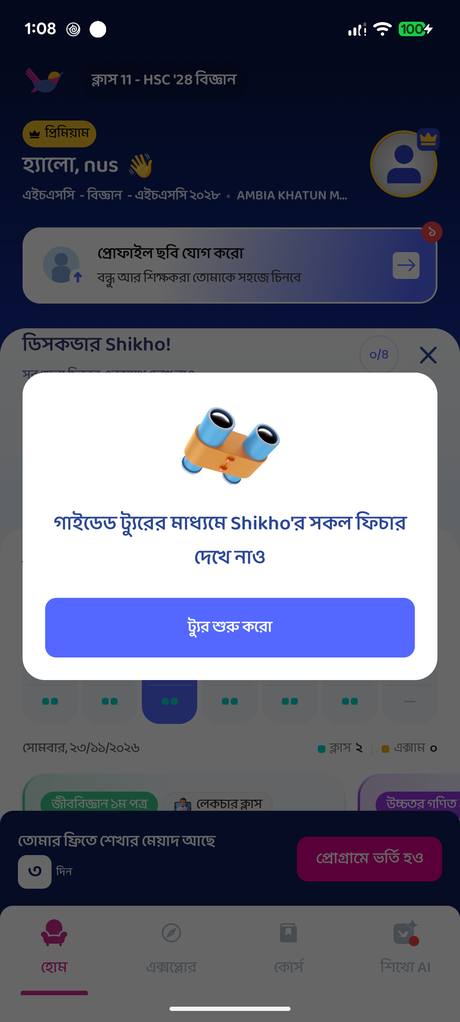 1:08
100
ক্লাস 11 - HSC '28 বিজ্ঞান
প্রিমিয়াম
হ্যালো, nus 👋
এইচএসসি - বিজ্ঞান - এইচএসসি ২০২৮ • AMBIA KHATUN M...
১
প্রোফাইল ছবি যোগ করো
বন্ধু আর শিক্ষকরা তোমাকে সহজে চিনবে
ডিসকভার Shikho!
০/8
গাইডেড ট্যুরের মাধ্যমে Shikho'র সকল ফিচার
দেখে নাও
ট্যুর শুরু করো
সোমবার, ২৩/১১/২০২৬
ক্লাস ২
এক্সাম ০
জীববিজ্ঞান ১ম পত্র
লেকচার ক্লাস
উচ্চতর গণিত
তোমার ফ্রিতে শেখার মেয়াদ আছে
৩ দিন
প্রোগ্রামে ভর্তি হও
হোম
এক্সপ্লোর
কোর্স
শিখো AI